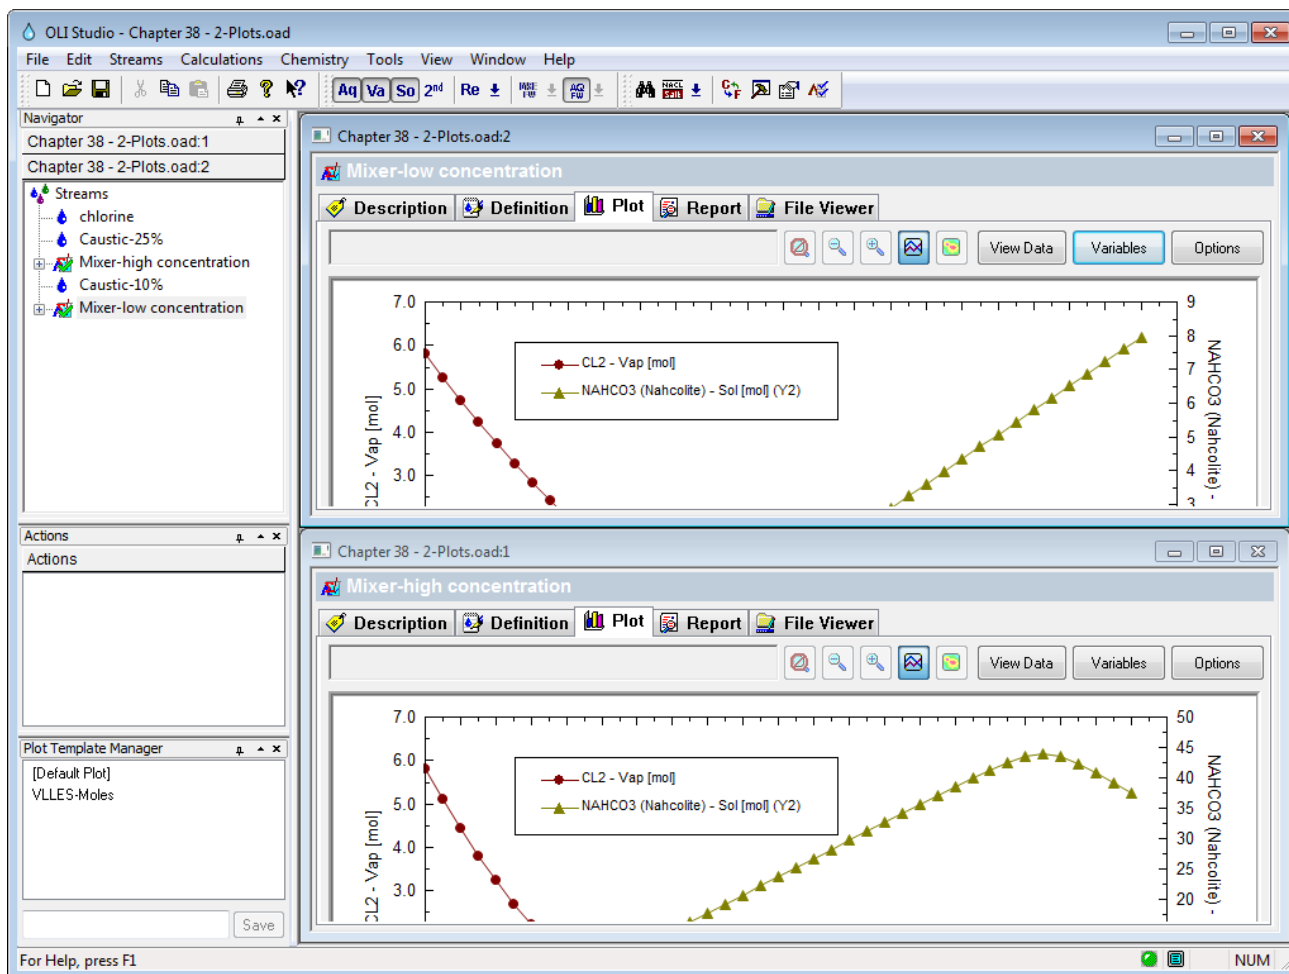 OLI Studio - Chapter 38 - 2-Plots.oad
File Edit Streams Calculations Chemistry Tools View Window Help
Aq Va So 2nd Re
Navigator
Chapter 38 - 2-Plots.oad:1
Chapter 38 - 2-Plots.oad:2
Streams
chlorine
Caustic-25%
Mixer-high concentration
Caustic-10%
Mixer-low concentration
Actions
Actions
Plot Template Manager
[Default Plot]
VLLES-Moles
Save
Chapter 38 - 2-Plots.oad:2
Mixer-low concentration
Description Definition Plot Report File Viewer
View Data Variables Options
7.0
6.0
5.0
4.0
3.0
CL2 - Vap [mol]
CL2 - Vap [mol]
NAHCO3 (Nahcolite) - Sol [mol] (Y2)
9
8
7
6
5
4
3
NAHCO3 (Nahcolite) -
Chapter 38 - 2-Plots.oad:1
Mixer-high concentration
Description Definition Plot Report File Viewer
View Data Variables Options
7.0
6.0
5.0
4.0
3.0
CL2 - Vap [mol]
CL2 - Vap [mol]
NAHCO3 (Nahcolite) - Sol [mol] (Y2)
50
45
40
35
30
25
20
NAHCO3 (Nahcolite) -
For Help, press F1
NUM